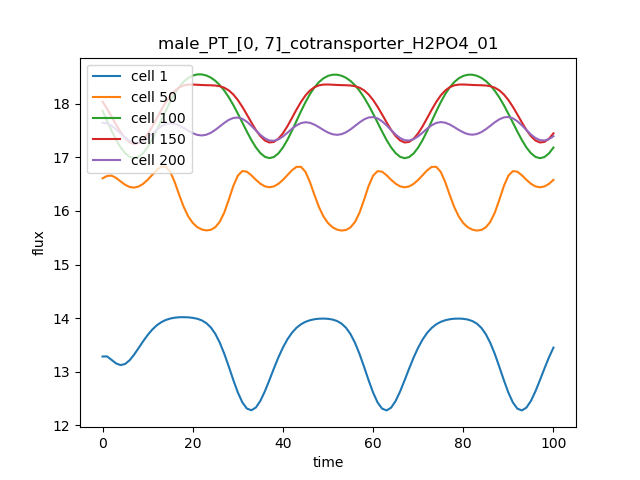 male_PT_[0, 7]_cotransporter_H2PO4_01
cell 1
cell 50
cell 100
cell 150
cell 200
18
17
16
15
14
13
12
flux
0
20
40
60
80
100
time